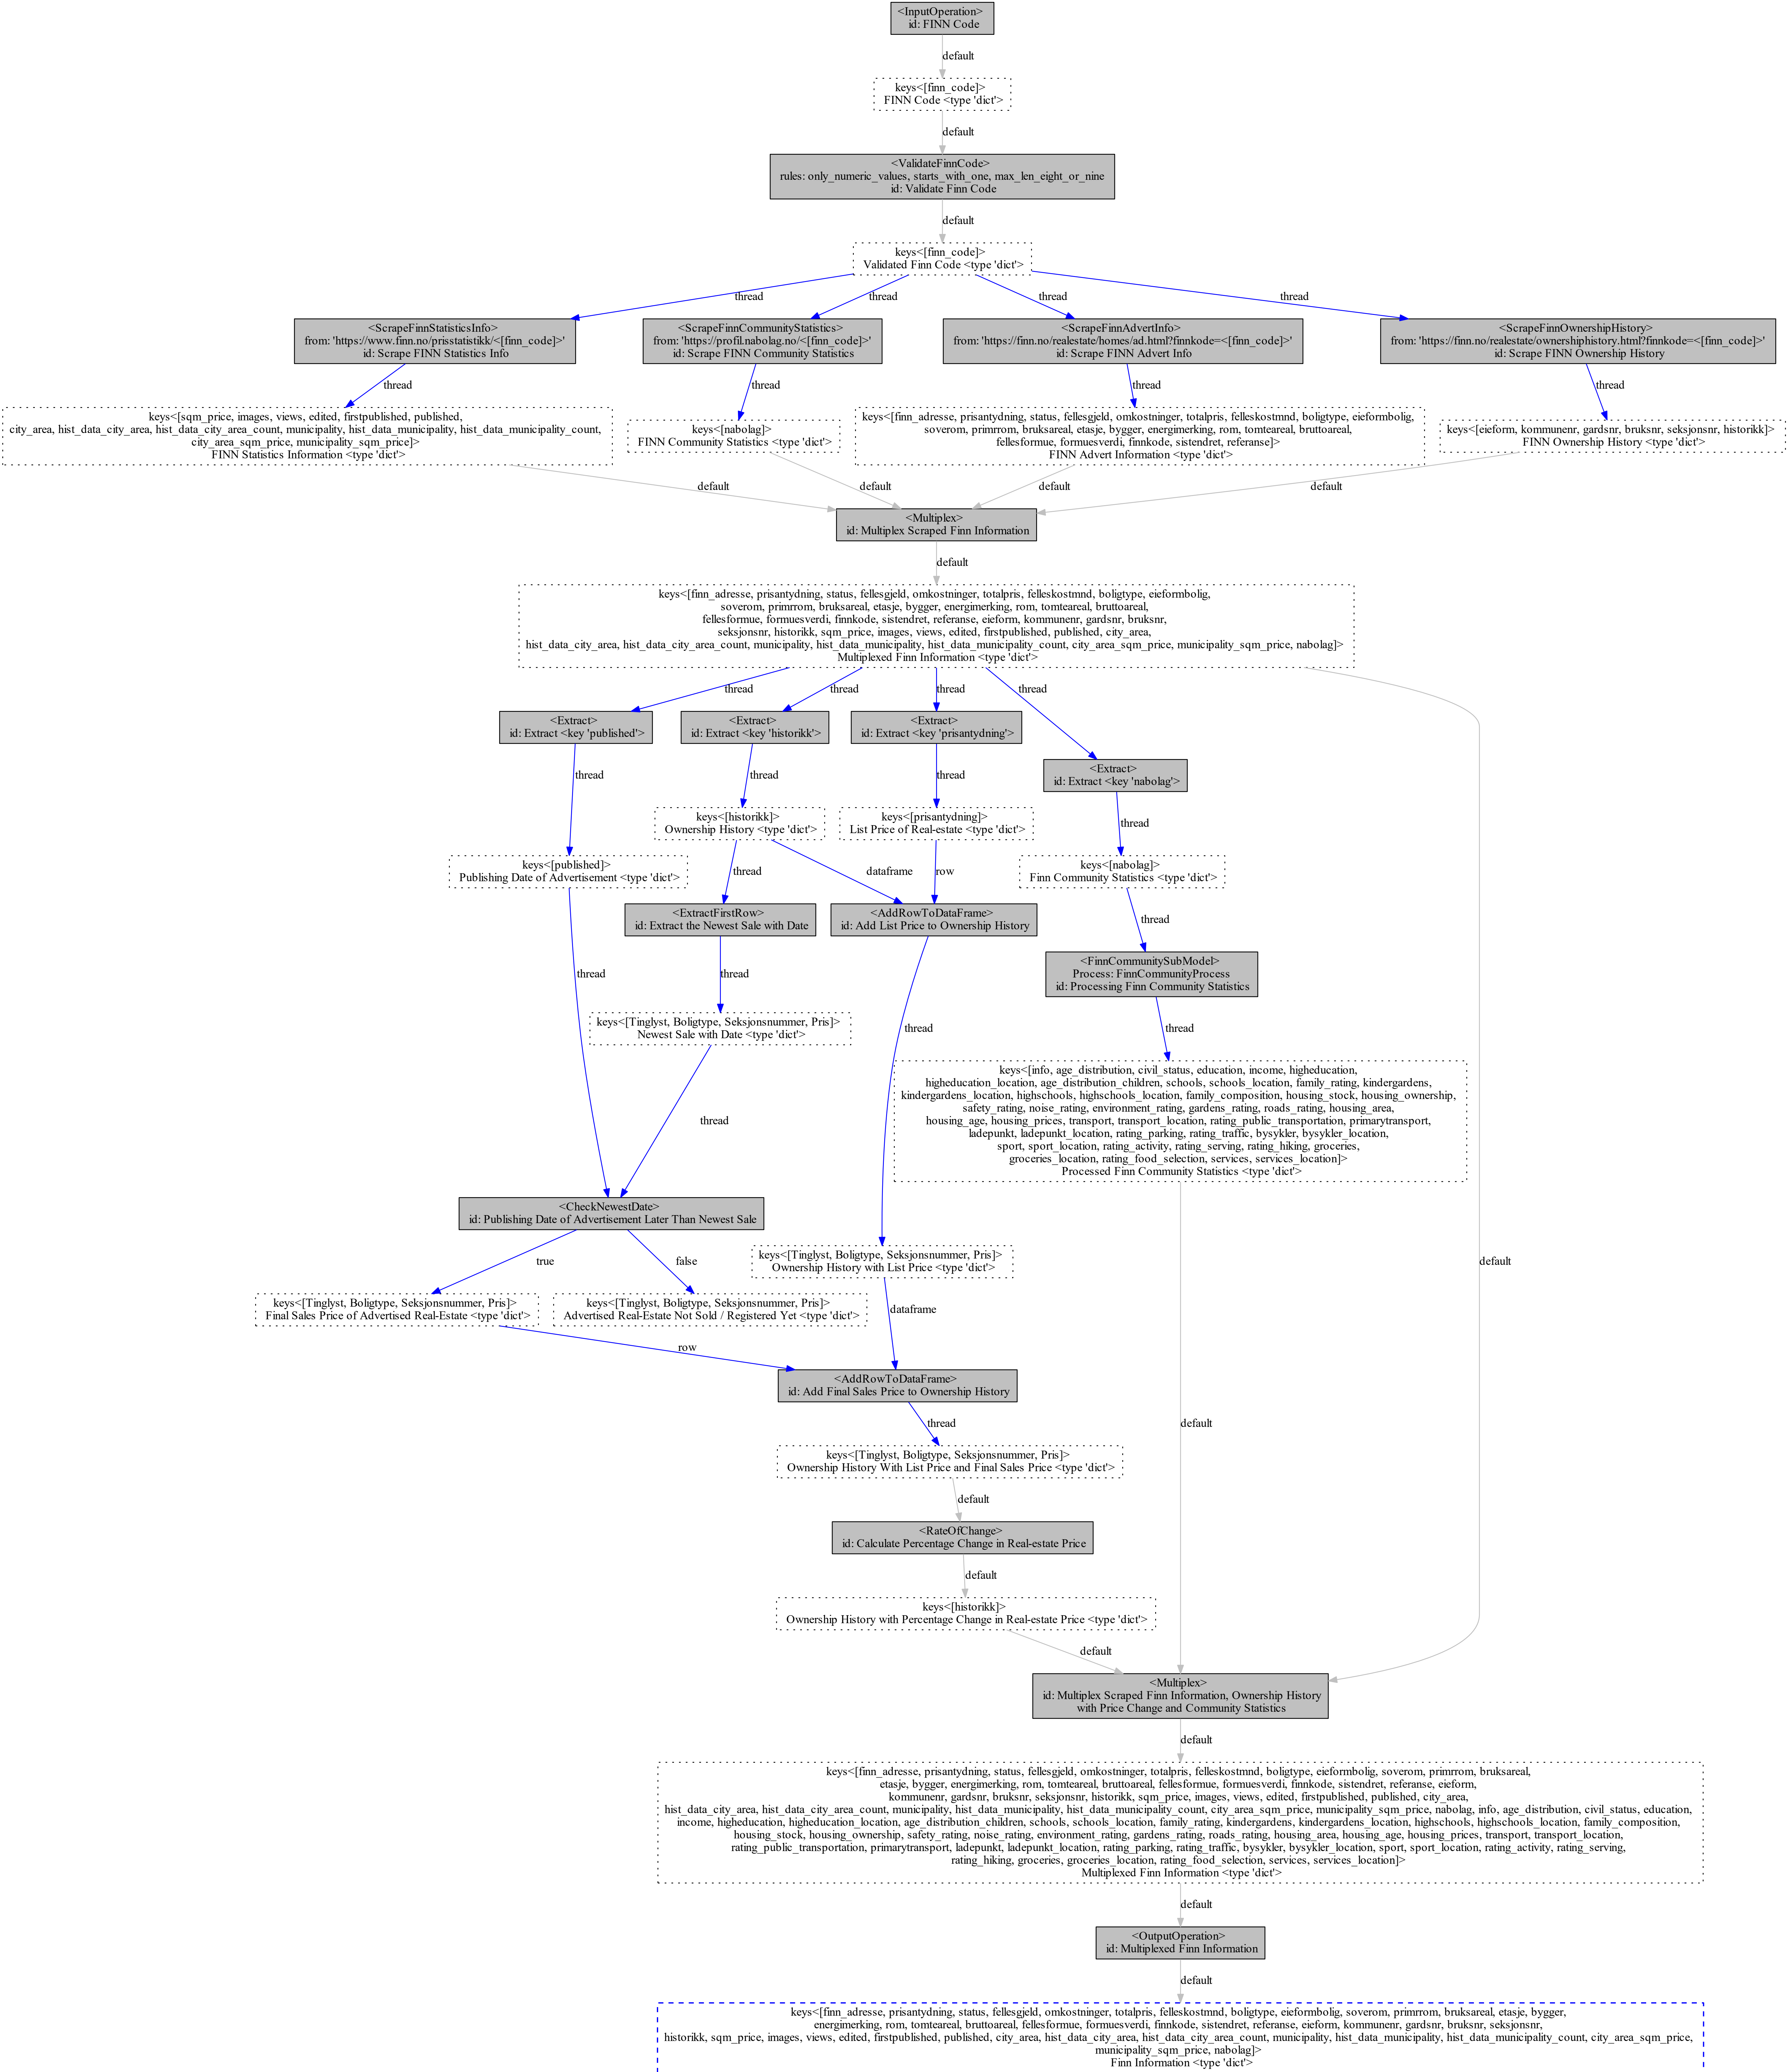 <InputOperation>
id: FINN Code
default
keys<[finn_code]>
FINN Code <type 'dict'>
default
<ValidateFinnCode>
rules: only_numeric_values, starts_with_one, max_len_eight_or_nine
id: Validate Finn Code
default
keys<[finn_code]>
Validated Finn Code <type 'dict'>
thread
thread
thread
thread
<ScrapeFinnStatisticsInfo>
from: 'https://www.finn.no/prisstatistikk/<[finn_code]>'
id: Scrape FINN Statistics Info
<ScrapeFinnCommunityStatistics>
from: 'https://profil.nabolag.no/<[finn_code]>'
id: Scrape FINN Community Statistics
<ScrapeFinnAdvertInfo>
from: 'https://finn.no/realestate/homes/ad.html?finnkode=<[finn_code]>'
id: Scrape FINN Advert Info
<ScrapeFinnOwnershipHistory>
from: 'https://finn.no/realestate/ownershiphistory.html?finnkode=<[finn_code]>'
id: Scrape FINN Ownership History
thread
thread
thread
thread
keys<[sqm_price, images, views, edited, firstpublished, published,
city_area, hist_data_city_area, hist_data_city_area_count, municipality, hist_data_municipality, hist_data_municipality_count,
city_area_sqm_price, municipality_sqm_price]>
FINN Statistics Information <type 'dict'>
keys<[nabolag]>
FINN Community Statistics <type 'dict'>
keys<[finn_adresse, prisantydning, status, fellesgjeld, omkostninger, totalpris, felleskostmnd, boligtype, eieformbolig,
soverom, primrrom, bruksareal, etasje, bygger, energimerking, rom, tomteareal, bruttoareal,
fellesformue, formuesverdi, finnkode, sistendret, referanse]>
FINN Advert Information <type 'dict'>
keys<[eieform, kommunenr, gardsnr, bruksnr, seksjonsnr, historikk]>
FINN Ownership History <type 'dict'>
default
default
default
default
<Multiplex>
id: Multiplex Scraped Finn Information
default
keys<[finn_adresse, prisantydning, status, fellesgjeld, omkostninger, totalpris, felleskostmnd, boligtype, eieformbolig,
soverom, primrrom, bruksareal, etasje, bygger, energimerking, rom, tomteareal, bruttoareal,
fellesformue, formuesverdi, finnkode, sistendret, referanse, eieform, kommunenr, gardsnr, bruksnr,
seksjonsnr, historikk, sqm_price, images, views, edited, firstpublished, published, city_area,
hist_data_city_area, hist_data_city_area_count, municipality, hist_data_municipality, hist_data_municipality_count, city_area_sqm_price, municipality_sqm_price, nabolag]>
Multiplexed Finn Information <type 'dict'>
thread
thread
thread
thread
<Extract>
id: Extract <key 'published'>
<Extract>
id: Extract <key 'historikk'>
<Extract>
id: Extract <key 'prisantydning'>
<Extract>
id: Extract <key 'nabolag'>
thread
thread
thread
thread
keys<[historikk]>
Ownership History <type 'dict'>
keys<[prisantydning]>
List Price of Real-estate <type 'dict'>
keys<[published]>
Publishing Date of Advertisement <type 'dict'>
keys<[nabolag]>
Finn Community Statistics <type 'dict'>
thread
dataframe
row
thread
<ExtractFirstRow>
id: Extract the Newest Sale with Date
<AddRowToDataFrame>
id: Add List Price to Ownership History
<FinnCommunitySubModel>
Process: FinnCommunityProcess
id: Processing Finn Community Statistics
thread
thread
thread
thread
keys<[Tinglyst, Boligtype, Seksjonsnummer, Pris]>
Newest Sale with Date <type 'dict'>
keys<[info, age_distribution, civil_status, education, income, higheducation,
higheducation_location, age_distribution_children, schools, schools_location, family_rating, kindergardens,
kindergardens_location, highschools, highschools_location, family_composition, housing_stock, housing_ownership,
safety_rating, noise_rating, environment_rating, gardens_rating, roads_rating, housing_area,
housing_age, housing_prices, transport, transport_location, rating_public_transportation, primarytransport,
ladepunkt, ladepunkt_location, rating_parking, rating_traffic, bysykler, bysykler_location,
sport, sport_location, rating_activity, rating_serving, rating_hiking, groceries,
groceries_location, rating_food_selection, services, services_location]>
Processed Finn Community Statistics <type 'dict'>
thread
<CheckNewestDate>
id: Publishing Date of Advertisement Later Than Newest Sale
true
false
default
default
keys<[Tinglyst, Boligtype, Seksjonsnummer, Pris]>
Ownership History with List Price <type 'dict'>
keys<[Tinglyst, Boligtype, Seksjonsnummer, Pris]>
Final Sales Price of Advertised Real-Estate <type 'dict'>
keys<[Tinglyst, Boligtype, Seksjonsnummer, Pris]>
Advertised Real-Estate Not Sold / Registered Yet <type 'dict'>
dataframe
row
<AddRowToDataFrame>
id: Add Final Sales Price to Ownership History
thread
keys<[Tinglyst, Boligtype, Seksjonsnummer, Pris]>
Ownership History With List Price and Final Sales Price <type 'dict'>
default
<RateOfChange>
id: Calculate Percentage Change in Real-estate Price
default
keys<[historikk]>
Ownership History with Percentage Change in Real-estate Price <type 'dict'>
default
<Multiplex>
id: Multiplex Scraped Finn Information, Ownership History
with Price Change and Community Statistics
default
keys<[finn_adresse, prisantydning, status, fellesgjeld, omkostninger, totalpris, felleskostmnd, boligtype, eieformbolig, soverom, primrrom, bruksareal,
etasje, bygger, energimerking, rom, tomteareal, bruttoareal, fellesformue, formuesverdi, finnkode, sistendret, referanse, eieform,
kommunenr, gardsnr, bruksnr, seksjonsnr, historikk, sqm_price, images, views, edited, firstpublished, published, city_area,
hist_data_city_area, hist_data_city_area_count, municipality, hist_data_municipality, hist_data_municipality_count, city_area_sqm_price, municipality_sqm_price, nabolag, info, age_distribution, civil_status, education,
income, higheducation, higheducation_location, age_distribution_children, schools, schools_location, family_rating, kindergardens, kindergardens_location, highschools, highschools_location, family_composition,
housing_stock, housing_ownership, safety_rating, noise_rating, environment_rating, gardens_rating, roads_rating, housing_area, housing_age, housing_prices, transport, transport_location,
rating_public_transportation, primarytransport, ladepunkt, ladepunkt_location, rating_parking, rating_traffic, bysykler, bysykler_location, sport, sport_location, rating_activity, rating_serving,
rating_hiking, groceries, groceries_location, rating_food_selection, services, services_location]>
Multiplexed Finn Information <type 'dict'>
default
<OutputOperation>
id: Multiplexed Finn Information
default
keys<[finn_adresse, prisantydning, status, fellesgjeld, omkostninger, totalpris, felleskostmnd, boligtype, eieformbolig, soverom, primrrom, bruksareal, etasje, bygger,
energimerking, rom, tomteareal, bruttoareal, fellesformue, formuesverdi, finnkode, sistendret, referanse, eieform, kommunenr, gardsnr, bruksnr, seksjonsnr,
historikk, sqm_price, images, views, edited, firstpublished, published, city_area, hist_data_city_area, hist_data_city_area_count, municipality, hist_data_municipality, hist_data_municipality_count, city_area_sqm_price,
municipality_sqm_price, nabolag]>
Finn Information <type 'dict'>